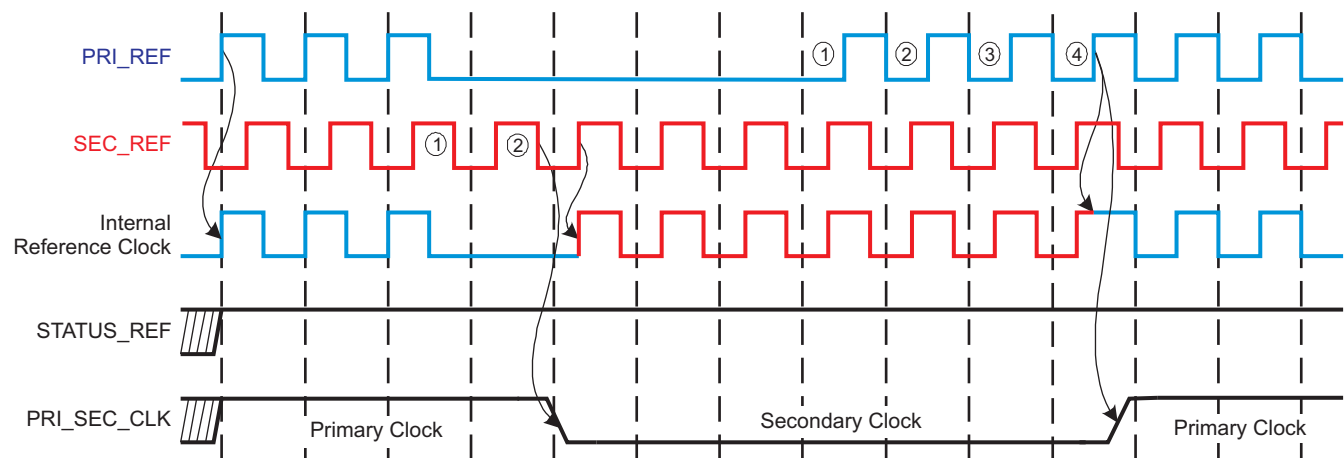 PRI_REF
① ② ③ ④
SEC_REF
① ②
Internal
Reference Clock
STATUS_REF
PRI_SEC_CLK
Primary Clock
Secondary Clock
Primary Clock